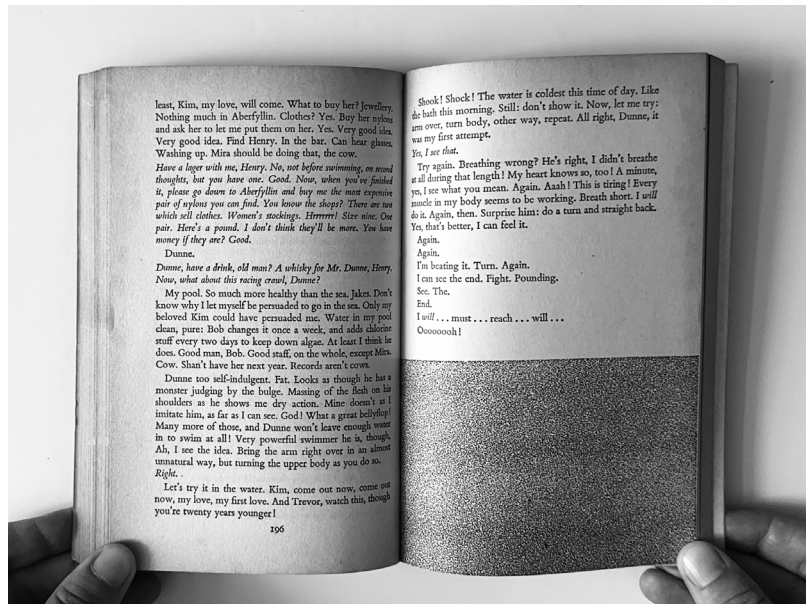 least, Kim, my love, will come. What to buy her? Jewellery.
Nothing much in Aberfyllin. Clothes? Yes. Buy her nylons
and ask her to let me put them on her. Yes. Very good idea.
Very good idea. Find Henry. In the bar. Can hear glasses.
Washing up. Mira should be doing that, the cow.
Have a lager with me, Henry. No, not before swimming, on second
thoughts, but you have one. Good. Now, when you've finished
it, please go down to Aberfyllin and buy me the most expensive
pair of nylons you can find. You know the shops? There are two
which sell clothes. Women's stockings. Hrrrrrr! Size nine. One
pair. Here's a pound. I don't think they'll be more. You have
money if they are? Good.
Dunne.
Dunne, have a drink, old man? A whisky for Mr. Dunne, Henry.
Now, what about this racing crawl, Dunne?
My pool. So much more healthy than the sea. Jakes. Don't
know why I let myself be persuaded to go in the sea. Only my
beloved Kim could have persuaded me. Water in my pool
clean, pure: Bob changes it once a week, and adds chlorine
stuff every two days to keep down algae. At least I think he
does. Good man, Bob. Good staff, on the whole, except Mira.
Cow. Shan't have her next year. Records aren't cows.
Dunne too self-indulgent. Fat. Looks as though he has a
monster judging by the bulge. Massing of the flesh on his
shoulders as he shows me dry action. Mine doesn't as I
imitate him, as far as I can see. God! What a great bellyflop!
Many more of those, and Dunne won't leave enough water
in to swim at all! Very powerful swimmer he is, though,
Ah, I see the idea. Bring the arm right over in an almost
unnatural way, but turning the upper body as you do so.
Right. .
Let's try it in the water. Kim, come out now, come out
now, my love, my first love. And Trevor, watch this, though
you're twenty years younger!
196
Shook! Shock! The water is coldest this time of day. Like
the bath this morning. Still: don't show it. Now, let me try:
arm over, turn body, other way, repeat. All right, Dunne, it
was my first attempt.
Yes, I see that.
Try again. Breathing wrong? He's right, I didn't breathe
at all during that length! My heart knows so, too! A minute,
yes, I see what you mean. Again. Aaah! This is tiring! Every
muscle in my body seems to be working. Breath short. I will
do it. Again, then. Surprise him: do a turn and straight back.
Yes, that's better, I can feel it.
Again.
Again.
I'm beating it. Turn. Again.
I can see the end. Fight. Pounding.
See. The.
End.
I will . . . must . . . reach . . . will . . .
Oooooooh!